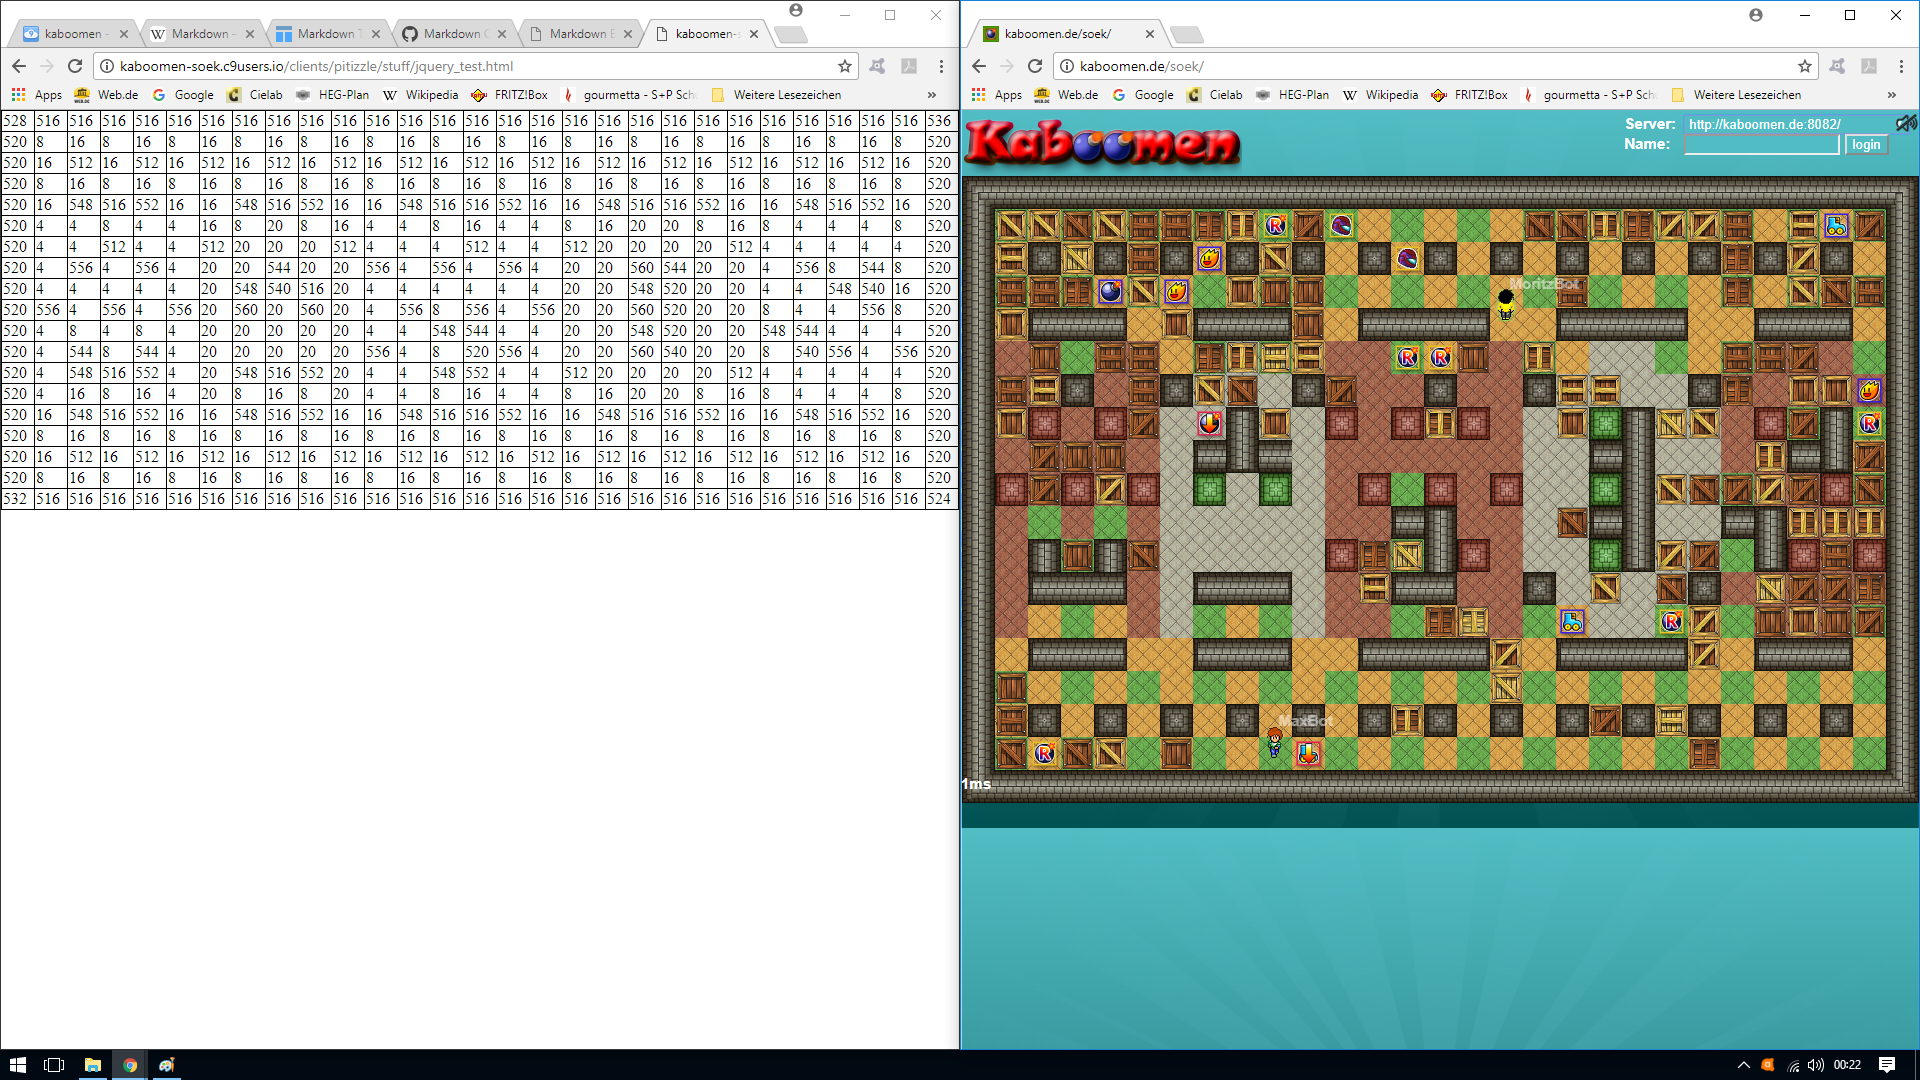 kaboomen -
Markdown -
Markdown T
Markdown C
Markdown E
kaboomen-s
kaboomen-soek.c9users.io/clients/pitizzle/stuff/jquery_test.html
Apps Web.de Google Cielab HEG-Plan Wikipedia FRITZ!Box gourmetta - S+P Sch Weitere Lesezeichen »
528 516 516 516 516 516 516 516 516 516 516 516 516 516 516 516 516 516 516 516 516 516 516 516 516 516 516 516 536
520 8 16 8 16 8 16 8 16 8 16 8 16 8 16 8 16 8 16 8 16 8 16 8 16 8 16 8 520
520 16 512 16 512 16 512 16 512 16 512 16 512 16 512 16 512 16 512 16 512 16 512 16 512 16 512 16 520
520 8 16 8 16 8 16 8 16 8 16 8 16 8 16 8 16 8 16 8 16 8 16 8 16 8 16 8 520
520 16 548 516 552 16 16 548 516 552 16 16 548 516 516 552 16 16 548 516 516 552 16 16 548 516 552 16 520
520 4 4 8 4 4 16 8 20 8 16 4 4 8 16 4 4 8 16 20 20 8 16 8 4 4 4 8 520
520 4 4 512 4 4 512 20 20 20 512 4 4 4 512 4 4 512 20 20 20 20 512 4 4 4 4 4 520
520 4 556 4 556 4 20 20 544 20 20 556 4 556 4 556 4 20 20 560 544 20 20 4 556 8 544 8 520
520 4 4 4 4 4 20 548 540 516 20 4 4 4 4 4 4 20 20 548 520 20 20 4 4 548 540 16 520
520 556 4 556 4 556 20 560 20 560 20 4 556 8 556 4 556 20 20 560 520 20 20 8 4 4 556 8 520
520 4 8 4 8 4 20 20 20 20 20 4 4 548 544 4 4 20 20 548 520 20 20 548 544 4 4 4 520
520 4 544 8 544 4 20 20 20 20 20 556 4 8 520 556 4 20 20 560 540 20 20 8 540 556 4 556 520
520 4 548 516 552 4 20 548 516 552 20 4 4 548 552 4 4 512 20 20 20 20 512 4 4 4 4 4 520
520 4 16 8 16 4 20 8 16 8 20 4 4 8 16 4 4 8 16 20 20 16 8 16 8 4 4 4 8 520
520 16 548 516 552 16 16 548 516 552 16 16 548 516 516 552 16 16 548 516 516 552 16 16 548 516 552 16 520
520 8 16 8 16 8 16 8 16 8 16 8 16 8 16 8 16 8 16 8 16 8 16 8 16 8 16 8 520
520 16 512 16 512 16 512 16 512 16 512 16 512 16 512 16 512 16 512 16 512 16 512 16 512 16 512 16 520
520 8 16 8 16 8 16 8 16 8 16 8 16 8 16 8 16 8 16 8 16 8 16 8 16 8 16 8 520
532 516 516 516 516 516 516 516 516 516 516 516 516 516 516 516 516 516 516 516 516 516 516 516 516 516 516 516 524
kaboomen.de/soek/
kaboomen.de/soek/
Apps Web.de Google Cielab HEG-Plan Wikipedia FRITZ!Box gourmetta - S+P Sch Weitere Lesezeichen »
Kaboomen
Server: http://kaboomen.de:8082/
Name: login
MoritzBot
MaxBot
1ms
00:22